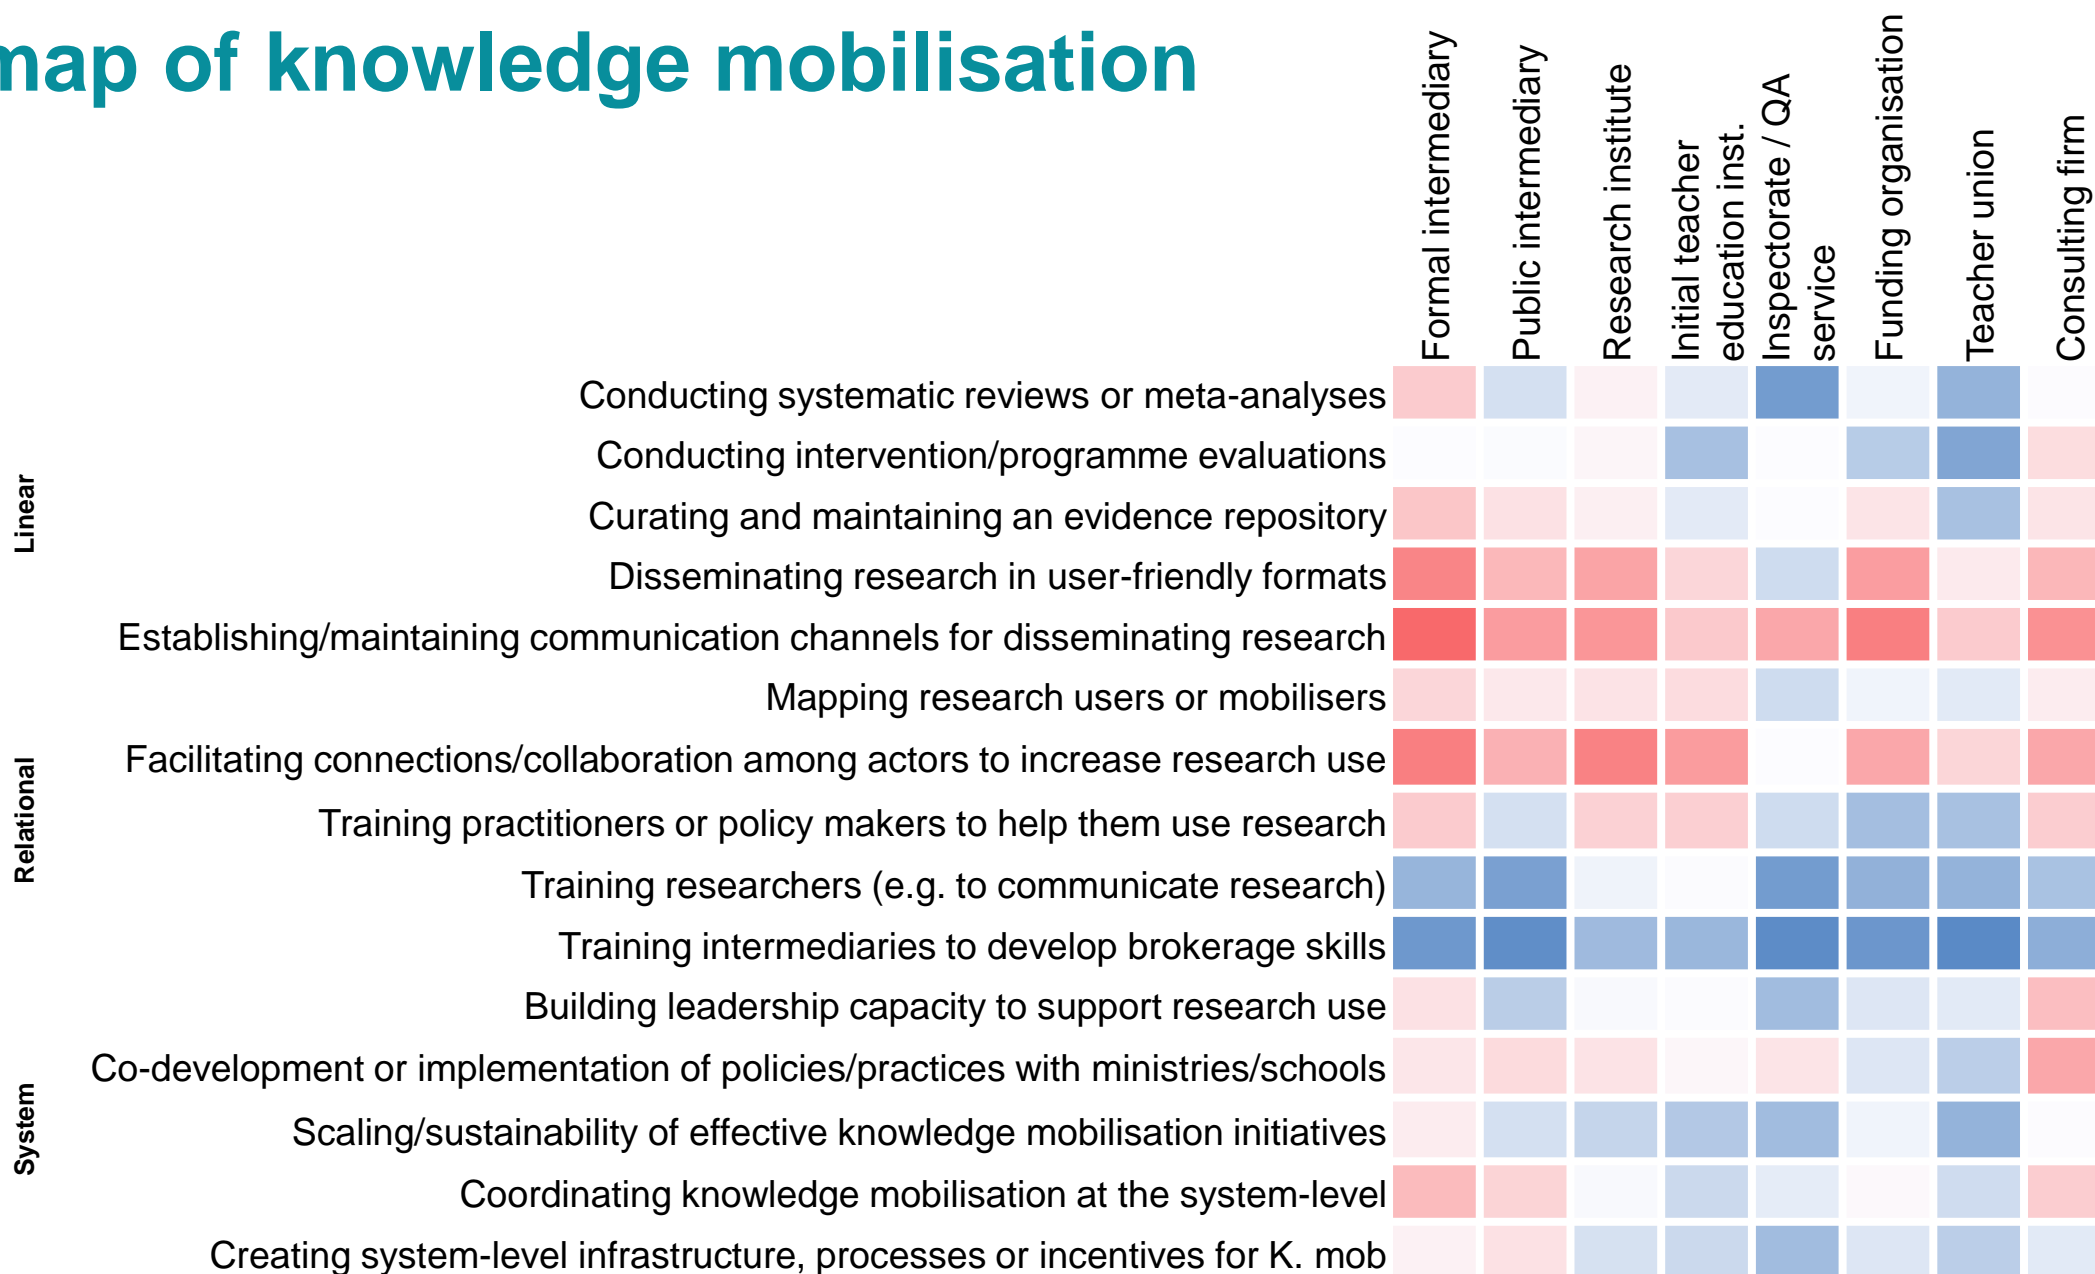 map of knowledge mobilisation
Formal intermediary
Public intermediary
Research institute
Initial teacher
education inst.
Inspectorate / QA
service
Funding organisation
Teacher union
Consulting firm
Linear
Conducting systematic reviews or meta-analyses
Conducting intervention/programme evaluations
Curating and maintaining an evidence repository
Disseminating research in user-friendly formats
Establishing/maintaining communication channels for disseminating research
Relational
Mapping research users or mobilisers
Facilitating connections/collaboration among actors to increase research use
Training practitioners or policy makers to help them use research
Training researchers (e.g. to communicate research)
Training intermediaries to develop brokerage skills
System
Building leadership capacity to support research use
Co-development or implementation of policies/practices with ministries/schools
Scaling/sustainability of effective knowledge mobilisation initiatives
Coordinating knowledge mobilisation at the system-level
Creating system-level infrastructure, processes or incentives for K. mob